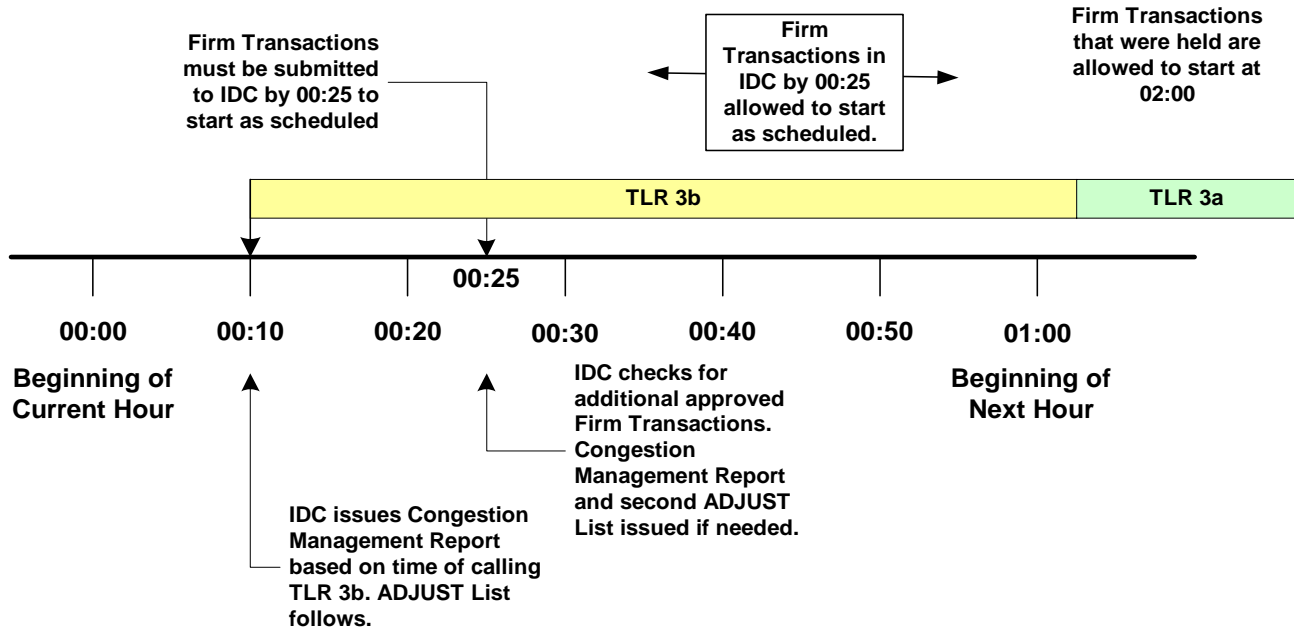 Firm Transactions
must be submitted
to IDC by 00:25 to
start as scheduled
Firm
Transactions in
IDC by 00:25
allowed to start
as scheduled.
Firm Transactions
that were held are
allowed to start at
02:00
TLR 3b
TLR 3a
00:25
00:00
00:10
00:20
00:30
00:40
00:50
01:00
Beginning of
Current Hour
Beginning of
Next Hour
IDC issues Congestion
Management Report
based on time of calling
TLR 3b. ADJUST List
follows.
IDC checks for
additional approved
Firm Transactions.
Congestion
Management Report
and second ADJUST
List issued if needed.